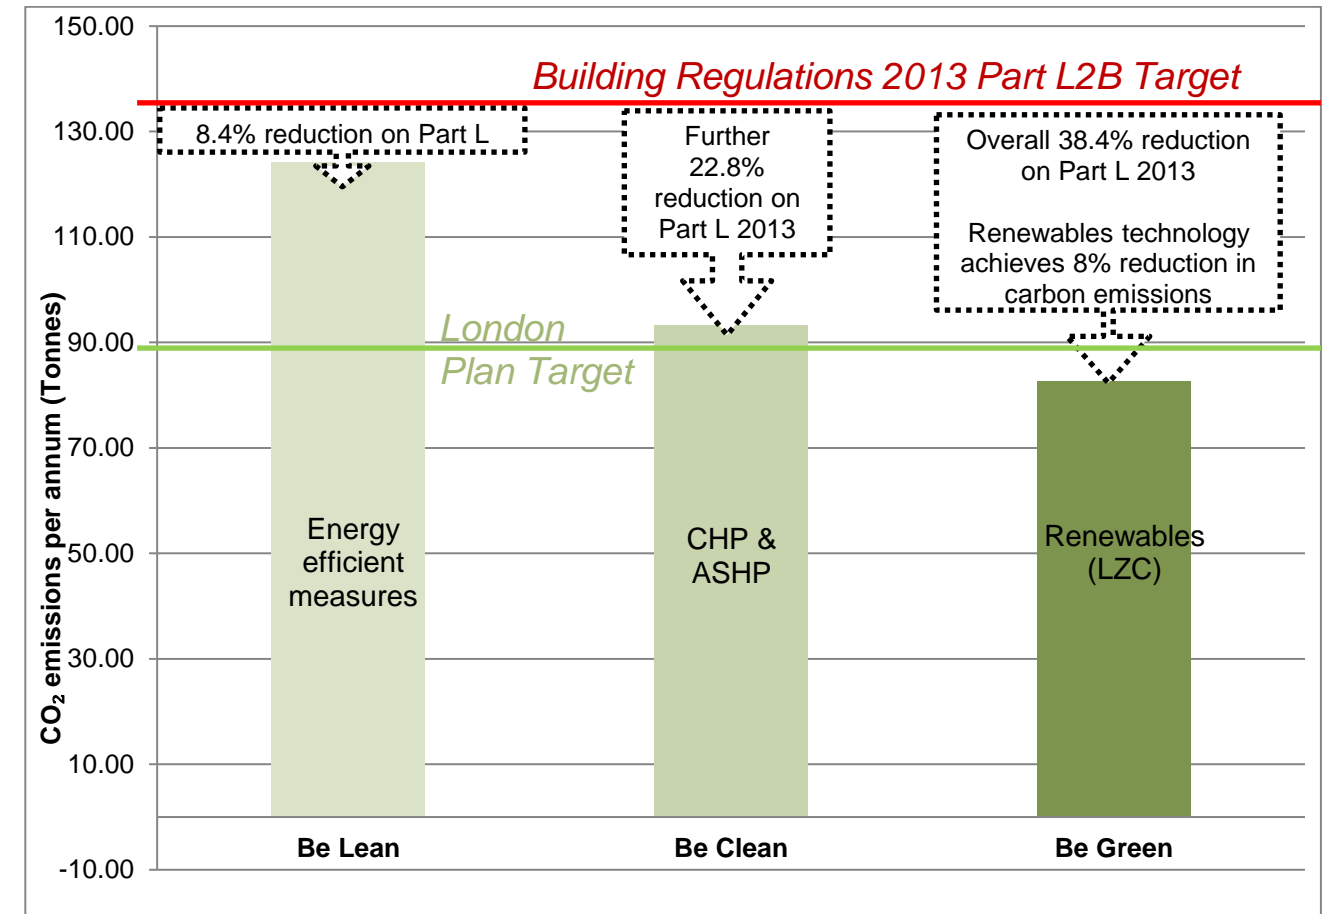 150.00
130.00
110.00
90.00
70.00
50.00
30.00
10.00
-10.00
CO₂ emissions per annum (Tonnes)
Building Regulations 2013 Part L2B Target
8.4% reduction on Part L
Further
22.8%
reduction on
Part L 2013
Overall 38.4% reduction
on Part L 2013
Renewables technology
achieves 8% reduction in
carbon emissions
London
Plan Target
Energy
efficient
measures
CHP &
ASHP
Renewables
(LZC)
Be Lean
Be Clean
Be Green